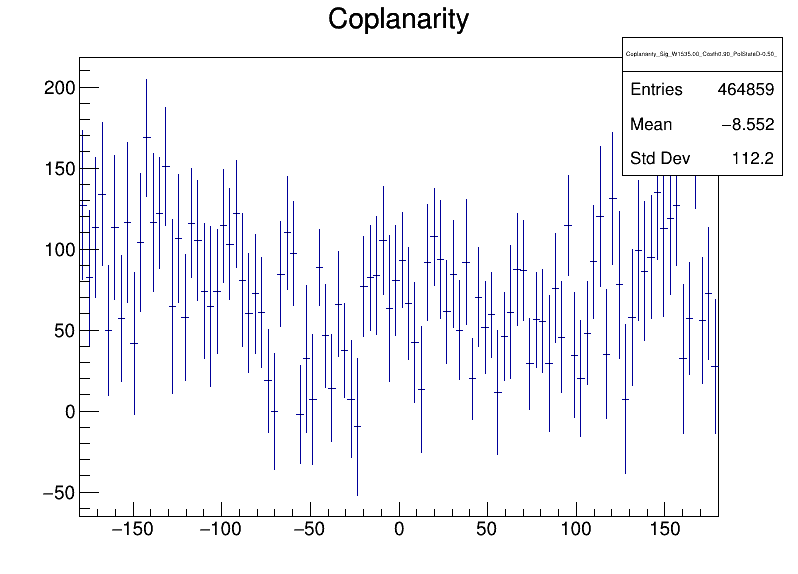 Coplanarity
Coplanarity_Sig_W1535.00_Costh0.90_PolStateD-0.50_
Entries 464859
Mean −8.552
Std Dev 112.2
200
150
100
50
0
−50
−150 −100 −50 0 50 100 150